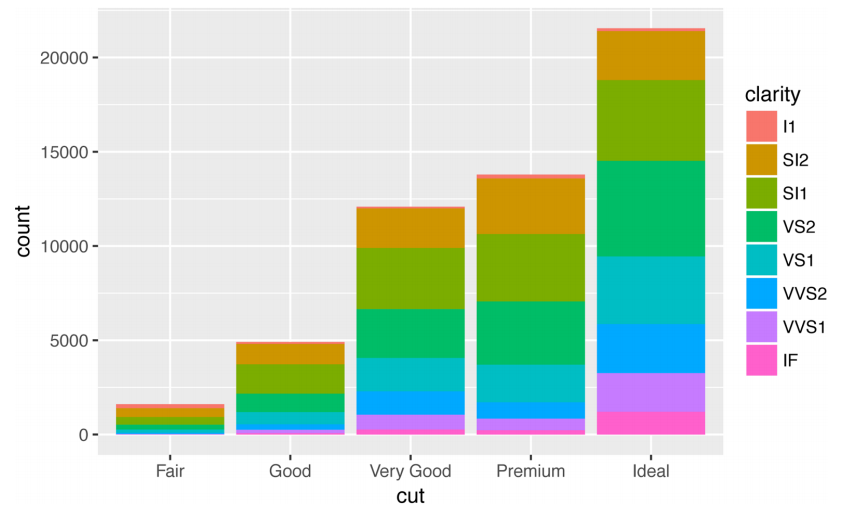 20000
15000
10000
5000
0
count
Fair Good Very Good Premium Ideal
cut
clarity
I1
SI2
SI1
VS2
VS1
VVS2
VVS1
IF